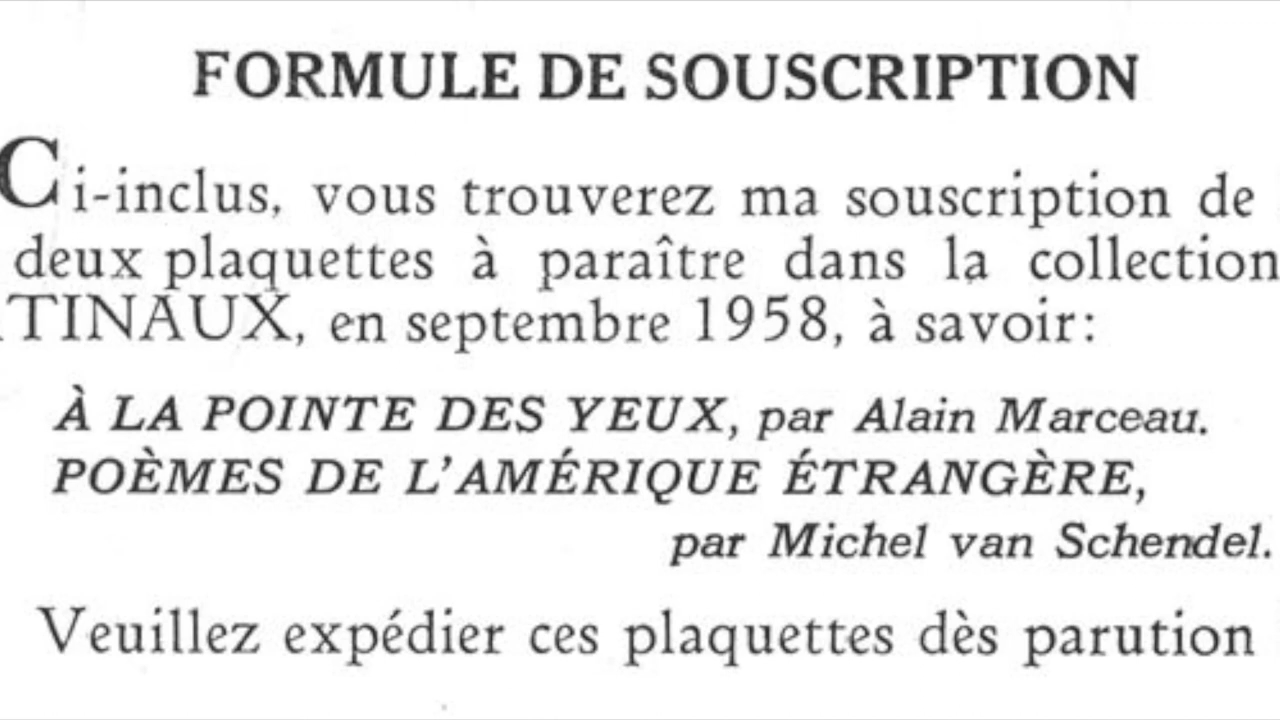 FORMULE DE SOUSCRIPTION
Ci-inclus, vous trouverez ma souscription de
deux plaquettes à paraître dans la collection
TINAUX, en septembre 1958, à savoir:
À LA POINTE DES YEUX, par Alain Marceau.
POÈMES DE L'AMÉRIQUE ÉTRANGÈRE,
par Michel van Schendel.
Veuillez expédier ces plaquettes dès parution